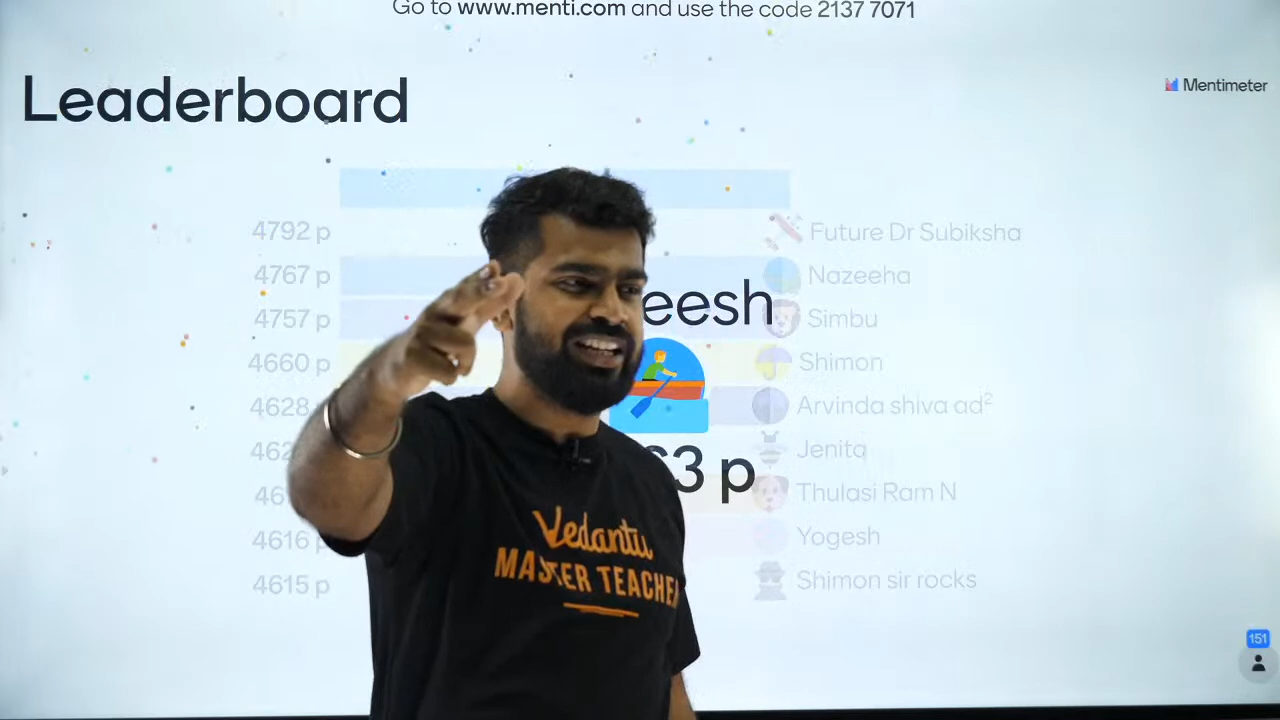 Go to www.menti.com and use the code 2137 7071
Leaderboard
Mentimeter
4792 p Future Dr Subiksha
4767 p Nazeeha
4757 p Simbu
4660 p Shimon
4628 Arvinda shiva ad²
Jenita
Thulasi Ram N
4616 p Yogesh
4615 p Shimon sir rocks
eesh
3 p
Vedantu
MASTER TEACHER
151